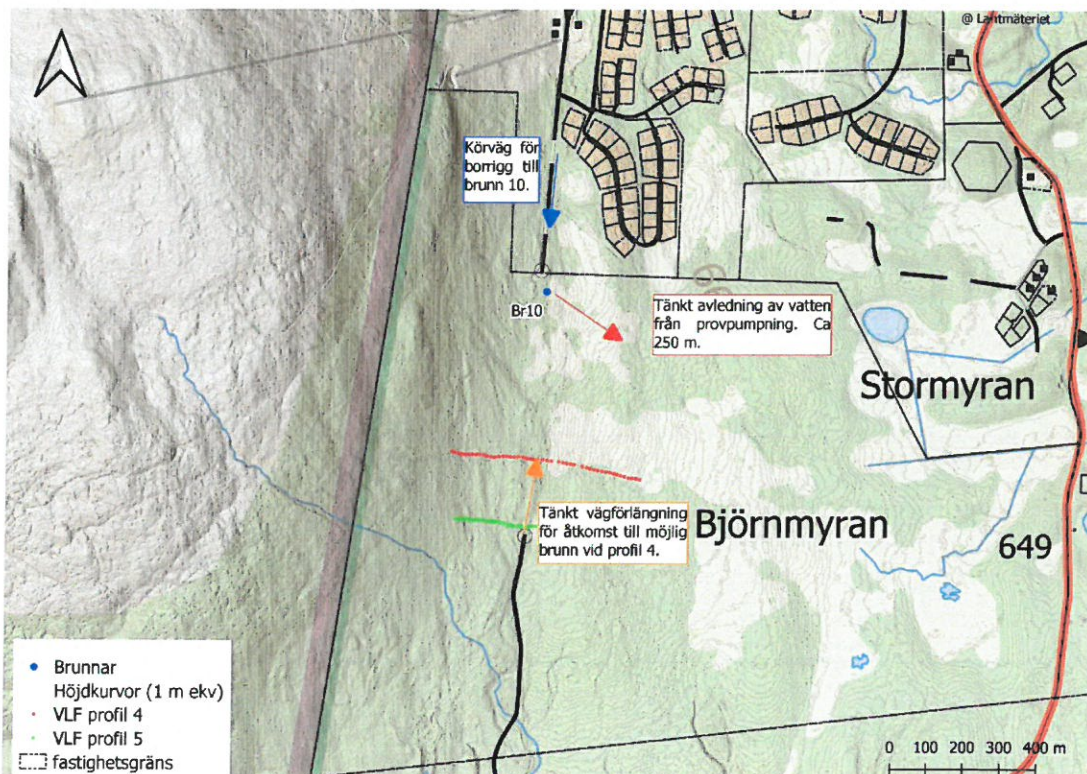 @ Lantmäteriet
Körväg för
borrigg till
brunn 10.
Br10
Tänkt avledning av vatten
från provpumpning. Ca
250 m.
Stormyran
Tänkt vägförlängning
för åtkomst till möjlig
brunn vid profil 4.
Björnmyran
649
Brunnar
Höjdkurvor (1 m ekv)
VLF profil 4
VLF profil 5
fastighetsgräns
0 100 200 300 400 m